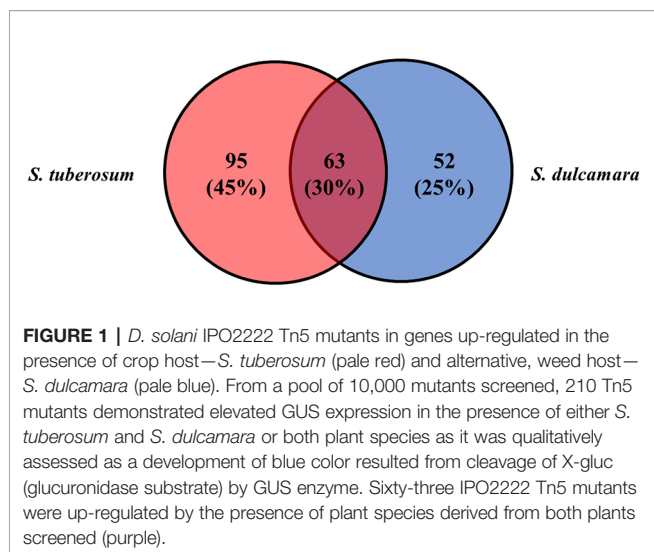 95 63 52
S. tuberosum S. dulcamara
(45%) (30%) (25%)
FIGURE 1 | D. solani IPO2222 Tn5 mutants in genes up-regulated in the
presence of crop host—S. tuberosum (pale red) and alternative, weed host—
S. dulcamara (pale blue). From a pool of 10,000 mutants screened, 210 Tn5
mutants demonstrated elevated GUS expression in the presence of either S.
tuberosum and S. dulcamara or both plant species as it was qualitatively
assessed as a development of blue color resulted from cleavage of X-gluc
(glucuronidase substrate) by GUS enzyme. Sixty-three IPO2222 Tn5 mutants
were up-regulated by the presence of plant species derived from both plants
screened (purple).